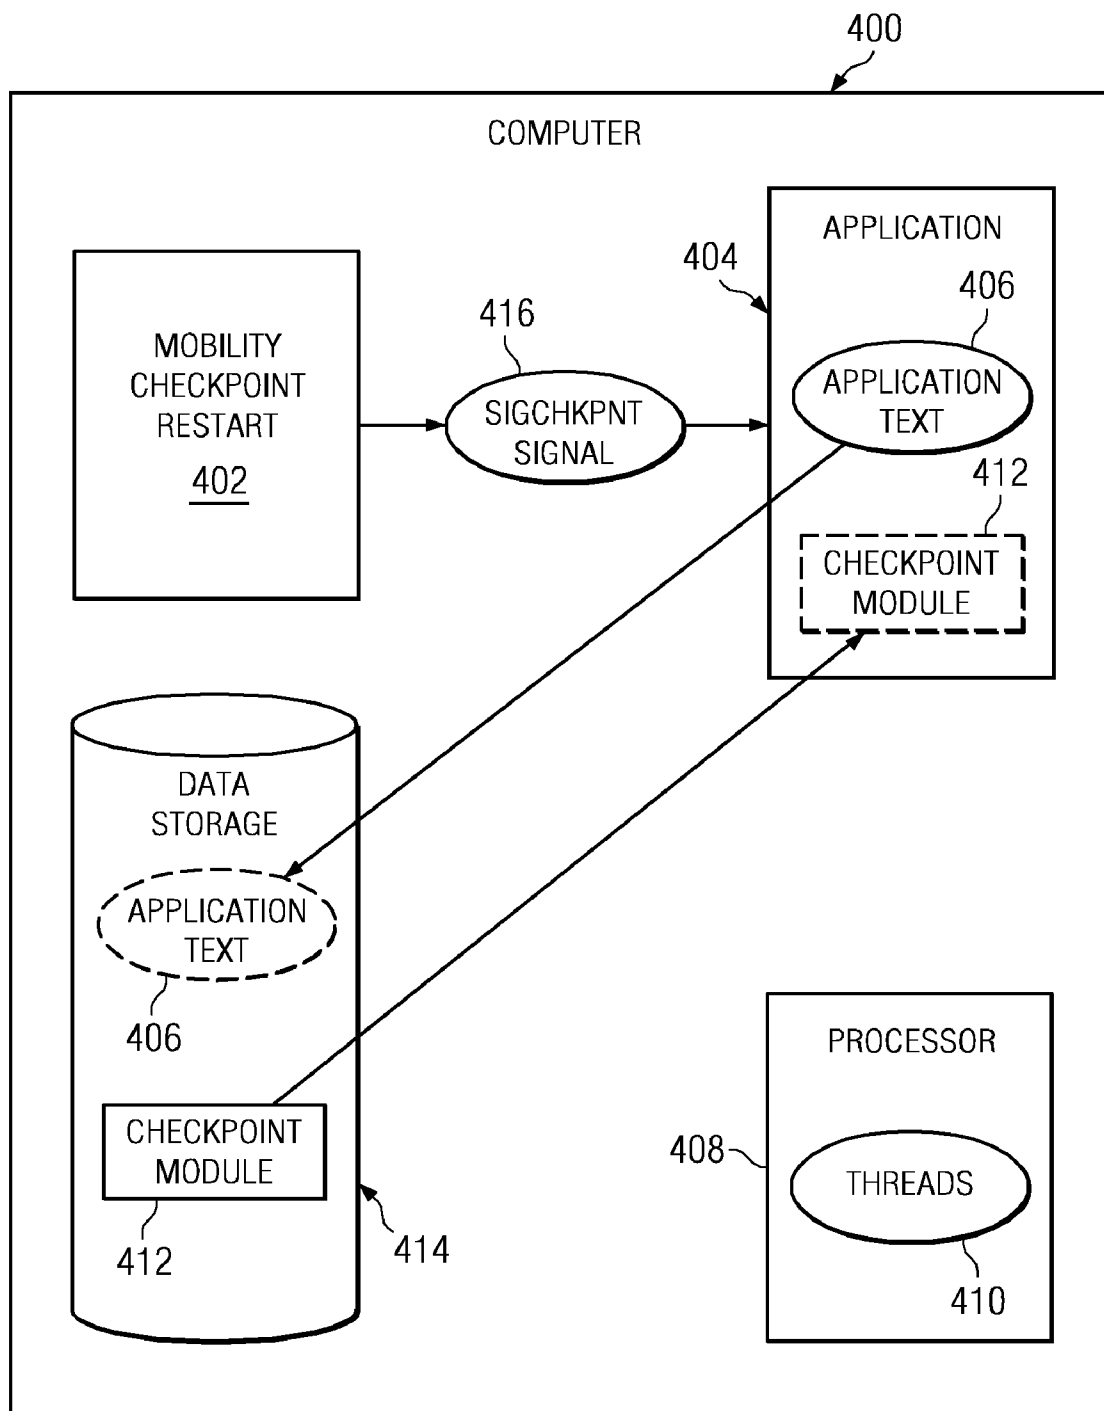 400
COMPUTER
APPLICATION
404
406
416
MOBILITY
CHECKPOINT
RESTART
402
SIGCHKPNT
SIGNAL
APPLICATION
TEXT
412
CHECKPOINT
MODULE
DATA
STORAGE
APPLICATION
TEXT
406
CHECKPOINT
MODULE
412
414
PROCESSOR
408
THREADS
410